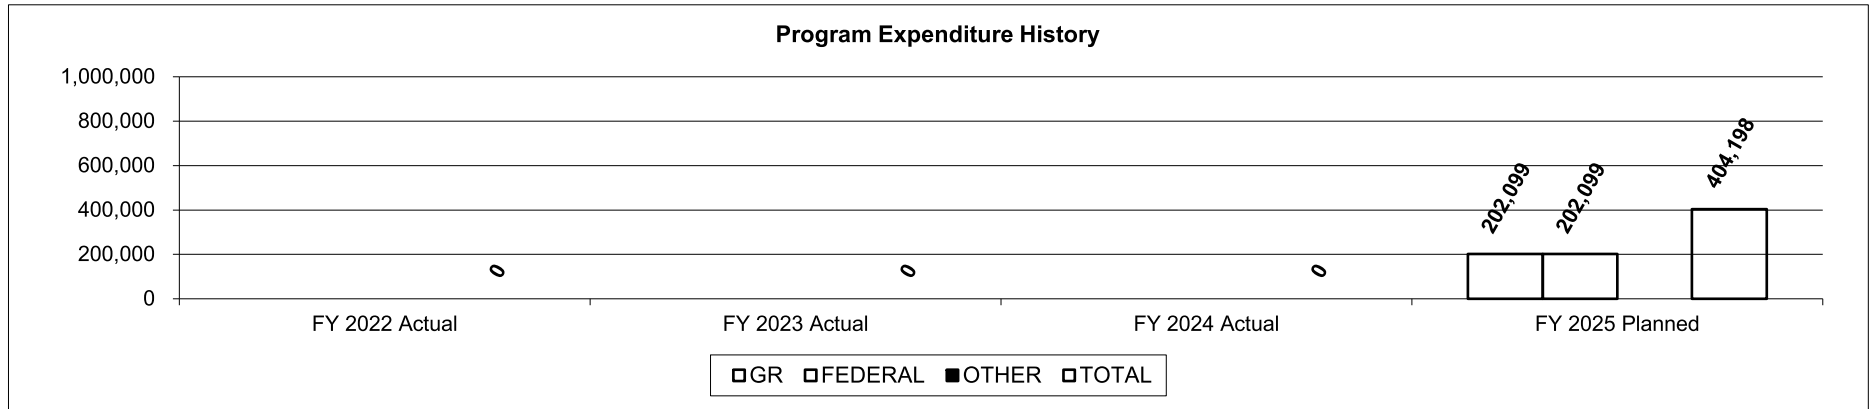 Program Expenditure History
1,000,000
800,000
600,000
400,000
200,000
0
0
0
0
202,099
202,099
404,198
FY 2022 Actual
FY 2023 Actual
FY 2024 Actual
FY 2025 Planned
GR FEDERAL OTHER TOTAL